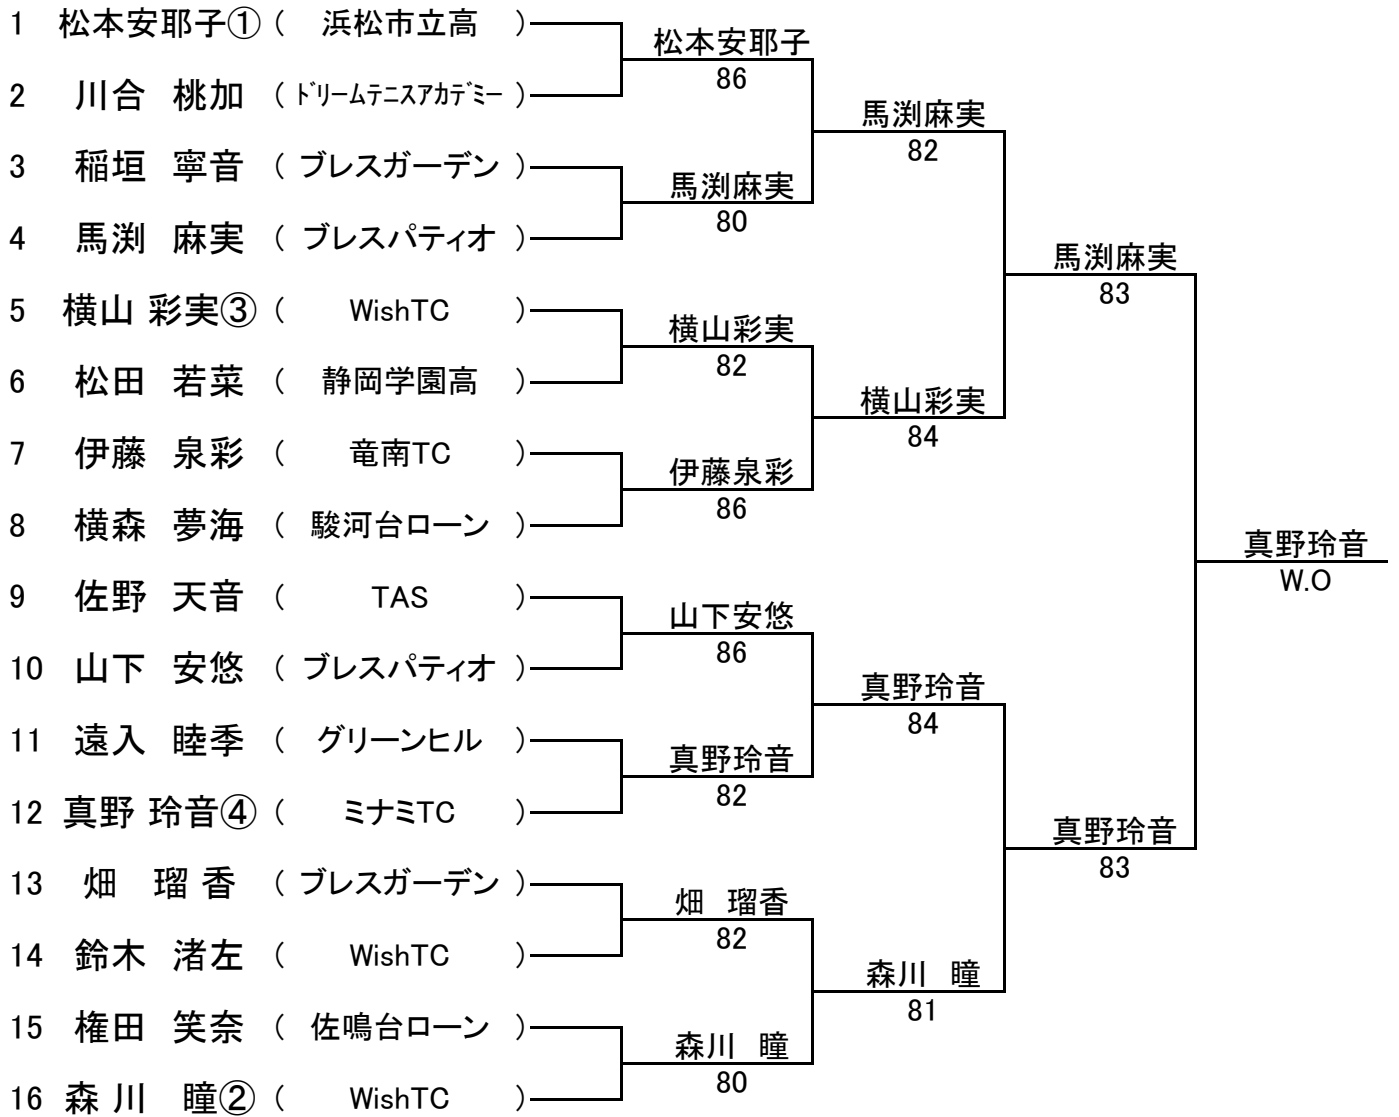 1 松本安耶子① ( 浜松市立高 )
2 川合 桃加 ( ドリームテニスアカデミー )
3 稲垣 寧音 ( ブレスガーデン )
4 馬渕 麻実 ( ブレスパティオ )
5 横山 彩実③ ( WishTC )
6 松田 若菜 ( 静岡学園高 )
7 伊藤 泉彩 ( 竜南TC )
8 横森 夢海 ( 駿河台ローン )
9 佐野 天音 ( TAS )
10 山下 安悠 ( ブレスパティオ )
11 遠入 睦季 ( グリーンヒル )
12 真野 玲音④ ( ミナミTC )
13 畑 瑠香 ( ブレスガーデン )
14 鈴木 渚左 ( WishTC )
15 権田 笑奈 ( 佐鳴台ローン )
16 森川 瞳② ( WishTC )
松本安耶子
86
馬渕麻実
80
横山彩実
82
伊藤泉彩
86
山下安悠
86
真野玲音
82
畑 瑠香
82
森川 瞳
80
馬渕麻実
82
横山彩実
84
真野玲音
84
森川 瞳
81
馬渕麻実
83
真野玲音
83
真野玲音
W.O